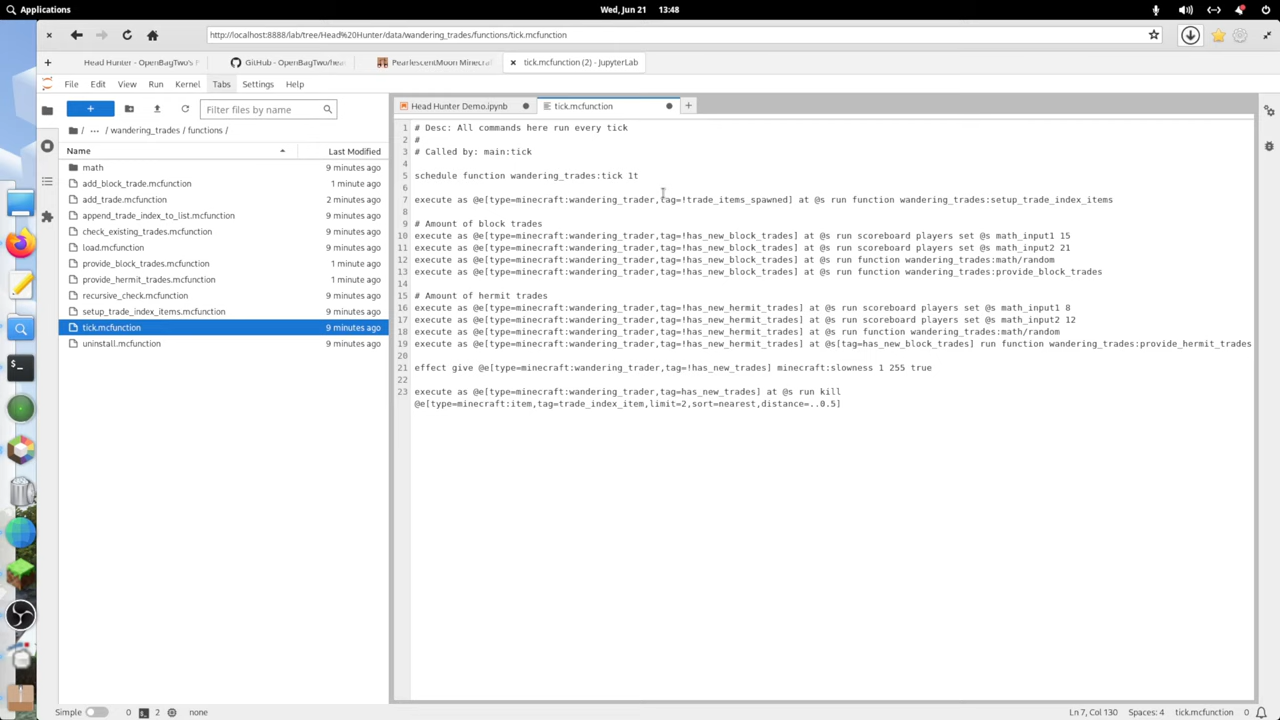 Applications
Wed, Jun 21 13:48
http://localhost:8888/lab/tree/Head%20Hunter/data/wandering_trades/functions/tick.mcfunction
Head Hunter - OpenBagTwo's
GitHub - OpenBagTwo/hea
PearlescentMoon Minecra
tick.mcfunction (2) - JupyterLab
File Edit View Run Kernel Tabs Settings Help
Filter files by name
Head Hunter Demo.ipynb
tick.mcfunction
/ ... / wandering_trades / functions /
Name Last Modified
math 9 minutes ago
add_block_trade.mcfunction 1 minute ago
add_trade.mcfunction 2 minutes ago
append_trade_index_to_list.mcfunction 9 minutes ago
check_existing_trades.mcfunction 9 minutes ago
load.mcfunction 9 minutes ago
provide_block_trades.mcfunction 1 minute ago
provide_hermit_trades.mcfunction 1 minute ago
recursive_check.mcfunction 9 minutes ago
setup_trade_index_items.mcfunction 9 minutes ago
tick.mcfunction 9 minutes ago
uninstall.mcfunction 9 minutes ago
1 # Desc: All commands here run every tick
2 #
3 # Called by: main:tick
4
5 schedule function wandering_trades:tick 1t
6
7 execute as @e[type=minecraft:wandering_trader,tag=!trade_items_spawned] at @s run function wandering_trades:setup_trade_index_items
8
9 # Amount of block trades
10 execute as @e[type=minecraft:wandering_trader,tag=!has_new_block_trades] at @s run scoreboard players set @s math_input1 15
11 execute as @e[type=minecraft:wandering_trader,tag=!has_new_block_trades] at @s run scoreboard players set @s math_input2 21
12 execute as @e[type=minecraft:wandering_trader,tag=!has_new_block_trades] at @s run function wandering_trades:math/random
13 execute as @e[type=minecraft:wandering_trader,tag=!has_new_block_trades] at @s run function wandering_trades:provide_block_trades
14
15 # Amount of hermit trades
16 execute as @e[type=minecraft:wandering_trader,tag=!has_new_hermit_trades] at @s run scoreboard players set @s math_input1 8
17 execute as @e[type=minecraft:wandering_trader,tag=!has_new_hermit_trades] at @s run scoreboard players set @s math_input2 12
18 execute as @e[type=minecraft:wandering_trader,tag=!has_new_hermit_trades] at @s run function wandering_trades:math/random
19 execute as @e[type=minecraft:wandering_trader,tag=!has_new_hermit_trades] at @s[tag=has_new_block_trades] run function wandering_trades:provide_hermit_trades
20
21 effect give @e[type=minecraft:wandering_trader,tag=!has_new_trades] minecraft:slowness 1 255 true
22
23 execute as @e[type=minecraft:wandering_trader,tag=has_new_trades] at @s run kill
@e[type=minecraft:item,tag=trade_index_item,limit=2,sort=nearest,distance=..0.5]
Simple 0 2 none
Ln 7, Col 130 Spaces: 4 tick.mcfunction 0